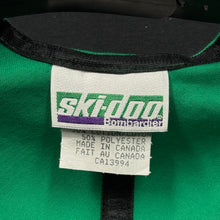 ski-doo
Bombardier
50% POLYESTER
MADE IN CANADA
FAIT AU CANADA
CA13994